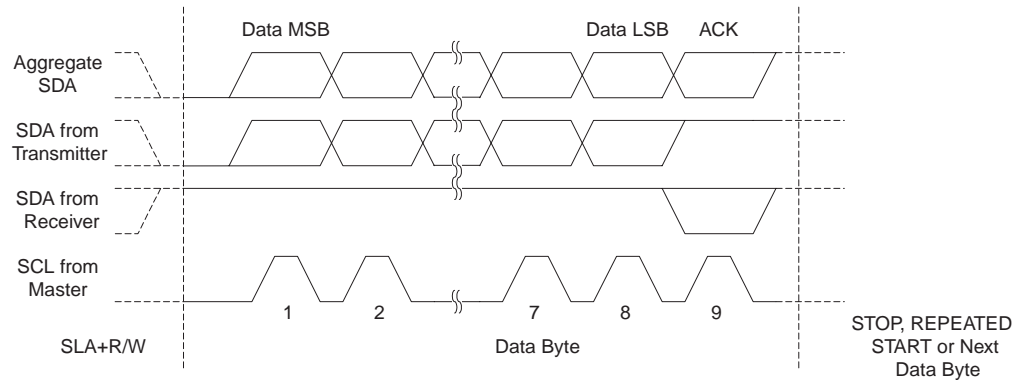 Data MSB
Data LSB
ACK
Aggregate
SDA
SDA from
Transmitter
SDA from
Receiver
SCL from
Master
1
2
7
8
9
SLA+R/W
Data Byte
STOP, REPEATED
START or Next
Data Byte